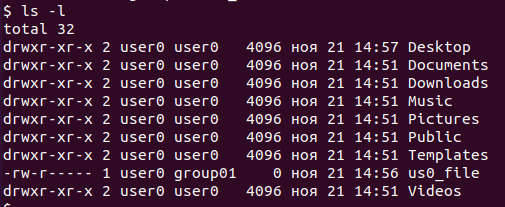 $ ls -l
total 32
drwxr-xr-x 2 user0 user0   4096 ноя 21 14:57 Desktop
drwxr-xr-x 2 user0 user0   4096 ноя 21 14:51 Documents
drwxr-xr-x 2 user0 user0   4096 ноя 21 14:51 Downloads
drwxr-xr-x 2 user0 user0   4096 ноя 21 14:51 Music
drwxr-xr-x 2 user0 user0   4096 ноя 21 14:51 Pictures
drwxr-xr-x 2 user0 user0   4096 ноя 21 14:51 Public
drwxr-xr-x 2 user0 user0   4096 ноя 21 14:51 Templates
-rw-r----- 1 user0 group01    0 ноя 21 14:56 us0_file
drwxr-xr-x 2 user0 user0   4096 ноя 21 14:51 Videos